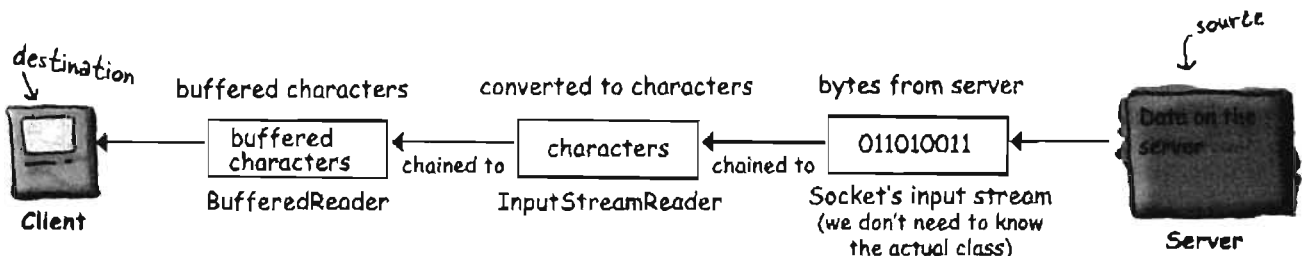 destination
source
buffered characters
converted to characters
bytes from server
Data on the
server
buffered
characters
characters
011010011
chained to
chained to
BufferedReader
InputStreamReader
Socket's input stream
(we don't need to know
the actual class)
Client
Server